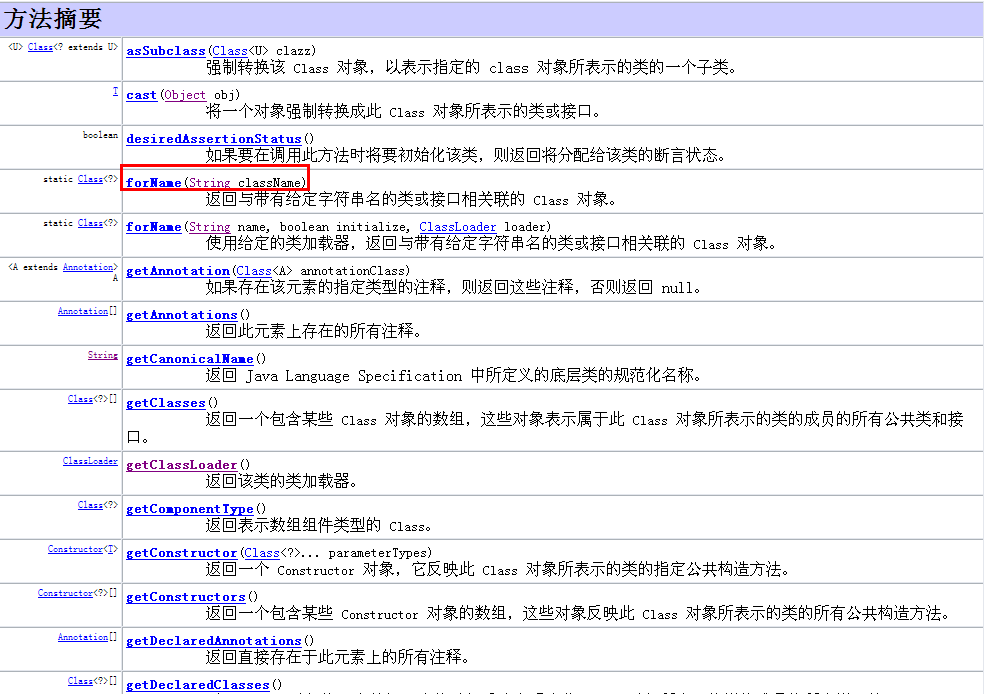 方法摘要
<U> Class<? extends U> asSubclass(Class<U> clazz)
强制转换该 Class 对象，以表示指定的 class 对象所表示的类的一个子类。
T cast(Object obj)
将一个对象强制转换成此 Class 对象所表示的类或接口。
boolean desiredAssertionStatus()
如果要在调用此方法时将要初始化该类，则返回将分配给该类的断言状态。
static Class<?> forName(String className)
返回与带有给定字符串名的类或接口相关联的 Class 对象。
static Class<?> forName(String name, boolean initialize, ClassLoader loader)
使用给定的类加载器，返回与带有给定字符串名的类或接口相关联的 Class 对象。
<A extends Annotation> getAnnotation(Class<A> annotationClass)
A
如果存在该元素的指定类型的注释，则返回这些注释，否则返回 null。
Annotation[] getAnnotations()
返回此元素上存在的所有注释。
String getCanonicalName()
返回 Java Language Specification 中所定义的底层类的规范化名称。
Class<?>[] getClasses()
返回一个包含某些 Class 对象的数组，这些对象表示属于此 Class 对象所表示的类的成员的所有公共类和接
口。
ClassLoader getClassLoader()
返回该类的类加载器。
Class<?> getComponentType()
返回表示数组组件类型的 Class。
Constructor<T> getConstructor(Class<?>... parameterTypes)
返回一个 Constructor 对象，它反映此 Class 对象所表示的类的指定公共构造方法。
Constructor<?>[] getConstructors()
返回一个包含某些 Constructor 对象的数组，这些对象反映此 Class 对象所表示的类的所有公共构造方法。
Annotation[] getDeclaredAnnotations()
返回直接存在于此元素上的所有注释。
Class<?>[] getDeclaredClasses()